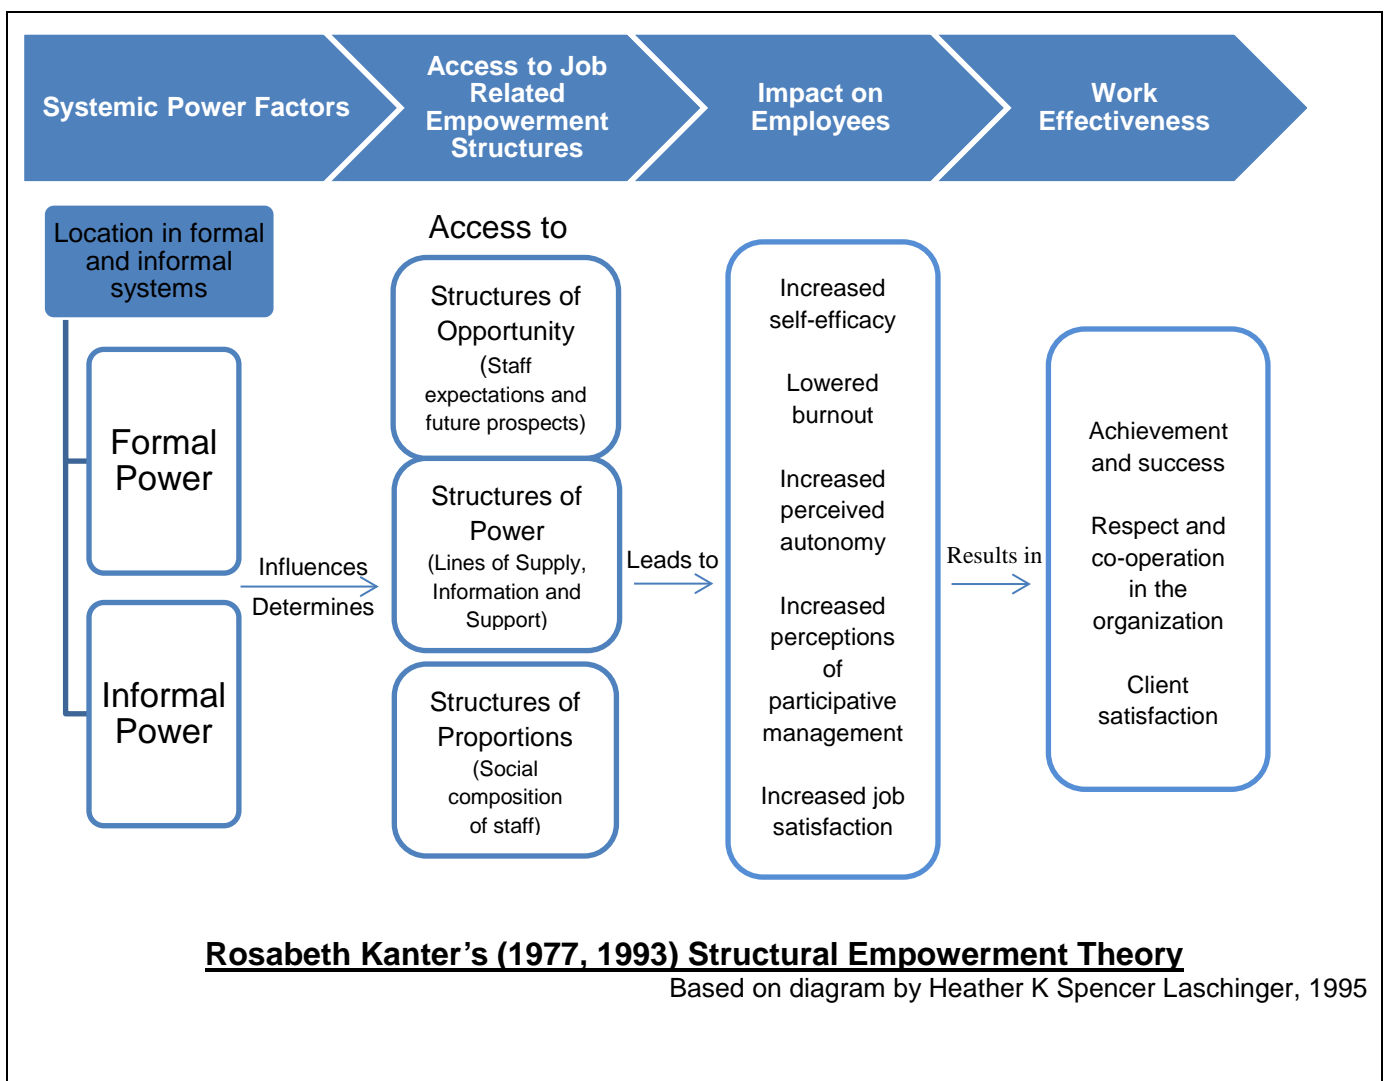 Systemic Power Factors
Access to Job
Related
Empowerment
Structures
Impact on
Employees
Work
Effectiveness
Location in formal
and informal
systems
Formal
Power
Informal
Power
Influences
Determines
Access to
Structures of
Opportunity
(Staff
expectations and
future prospects)
Structures of
Power
(Lines of Supply,
Information and
Support)
Structures of
Proportions
(Social
composition
of staff)
Leads to
Increased
self-efficacy
Lowered
burnout
Increased
perceived
autonomy
Increased
perceptions
of
participative
management
Increased job
satisfaction
Results in
Achievement
and success
Respect and
co-operation
in the
organization
Client
satisfaction
Rosabeth Kanter’s (1977, 1993) Structural Empowerment Theory
Based on diagram by Heather K Spencer Laschinger, 1995